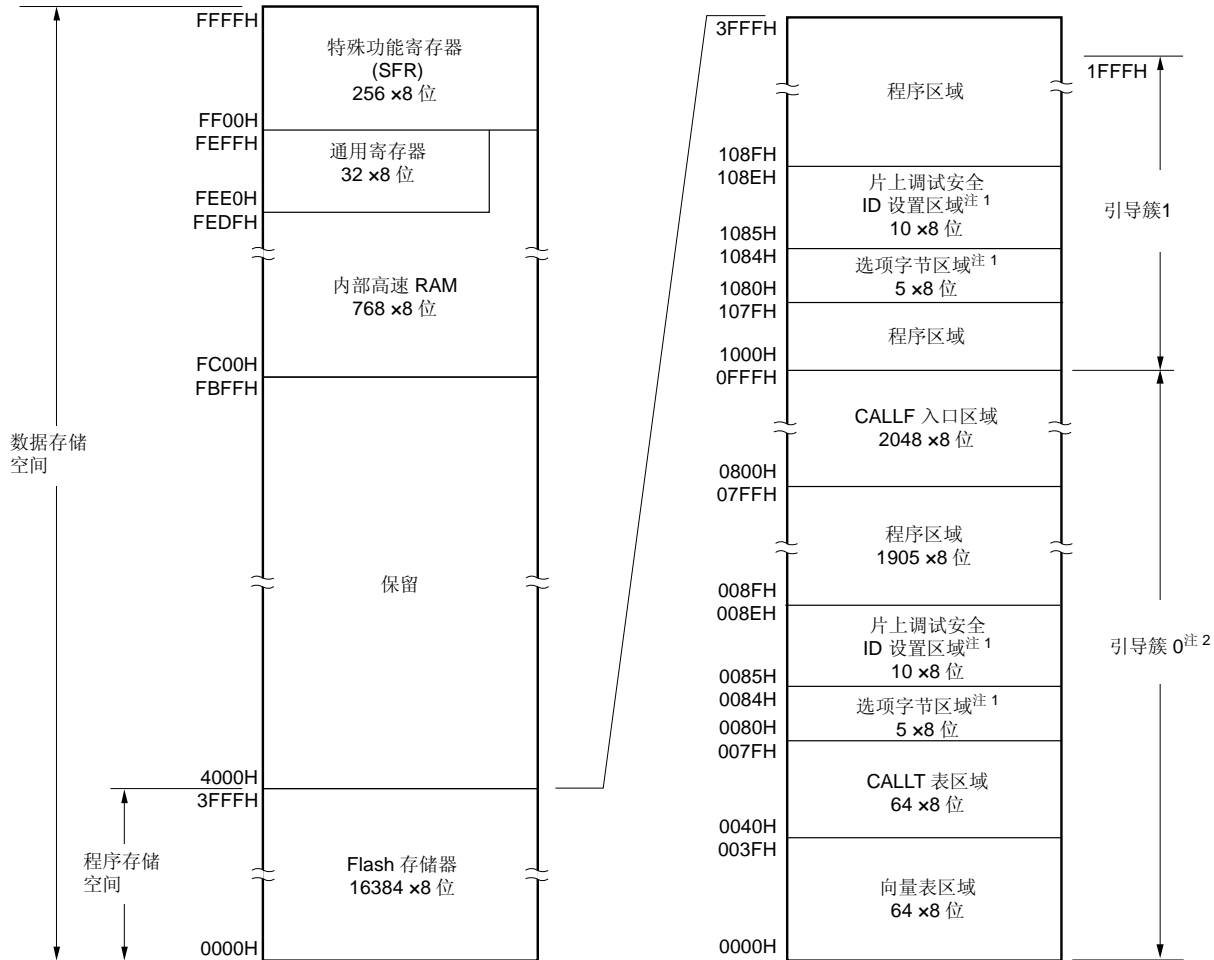 FFFFH
特殊功能寄存器
(SFR)
256 ×8 位
FF00H
FEFFH
通用寄存器
32 ×8 位
FEE0H
FEDFH
内部高速 RAM
768 ×8 位
FC00H
FBFFH
数据存储
空间
保留
4000H
3FFFH
程序存储
空间
Flash 存储器
16384 ×8 位
0000H
3FFFH
1FFFH
程序区域
108FH
108EH
片上调试安全
ID 设置区域注 1
10 ×8 位
引导簇1
1085H
1084H
选项字节区域注 1
5 ×8 位
1080H
107FH
程序区域
1000H
0FFFH
CALLF 入口区域
2048 ×8 位
0800H
07FFH
程序区域
1905 ×8 位
008FH
008EH
片上调试安全
ID 设置区域注 1
10 ×8 位
引导簇 0注 2
0085H
0084H
选项字节区域注 1
5 ×8 位
0080H
007FH
CALLT 表区域
64 ×8 位
0040H
003FH
向量表区域
64 ×8 位
0000H